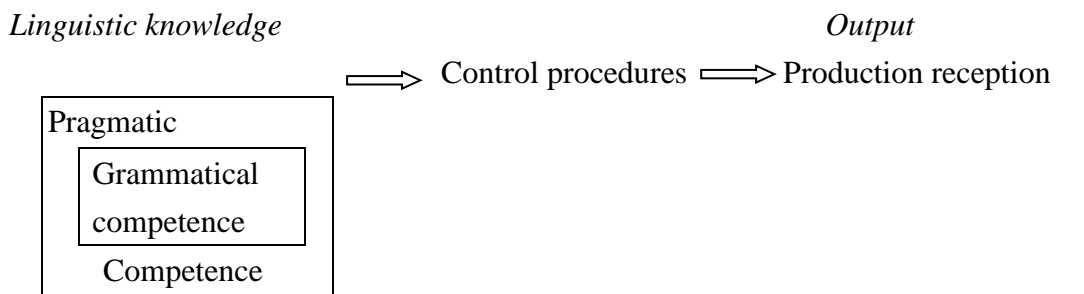 Linguistic knowledge Output
Control procedures Production reception
Pragmatic
Grammatical
competence
Competence